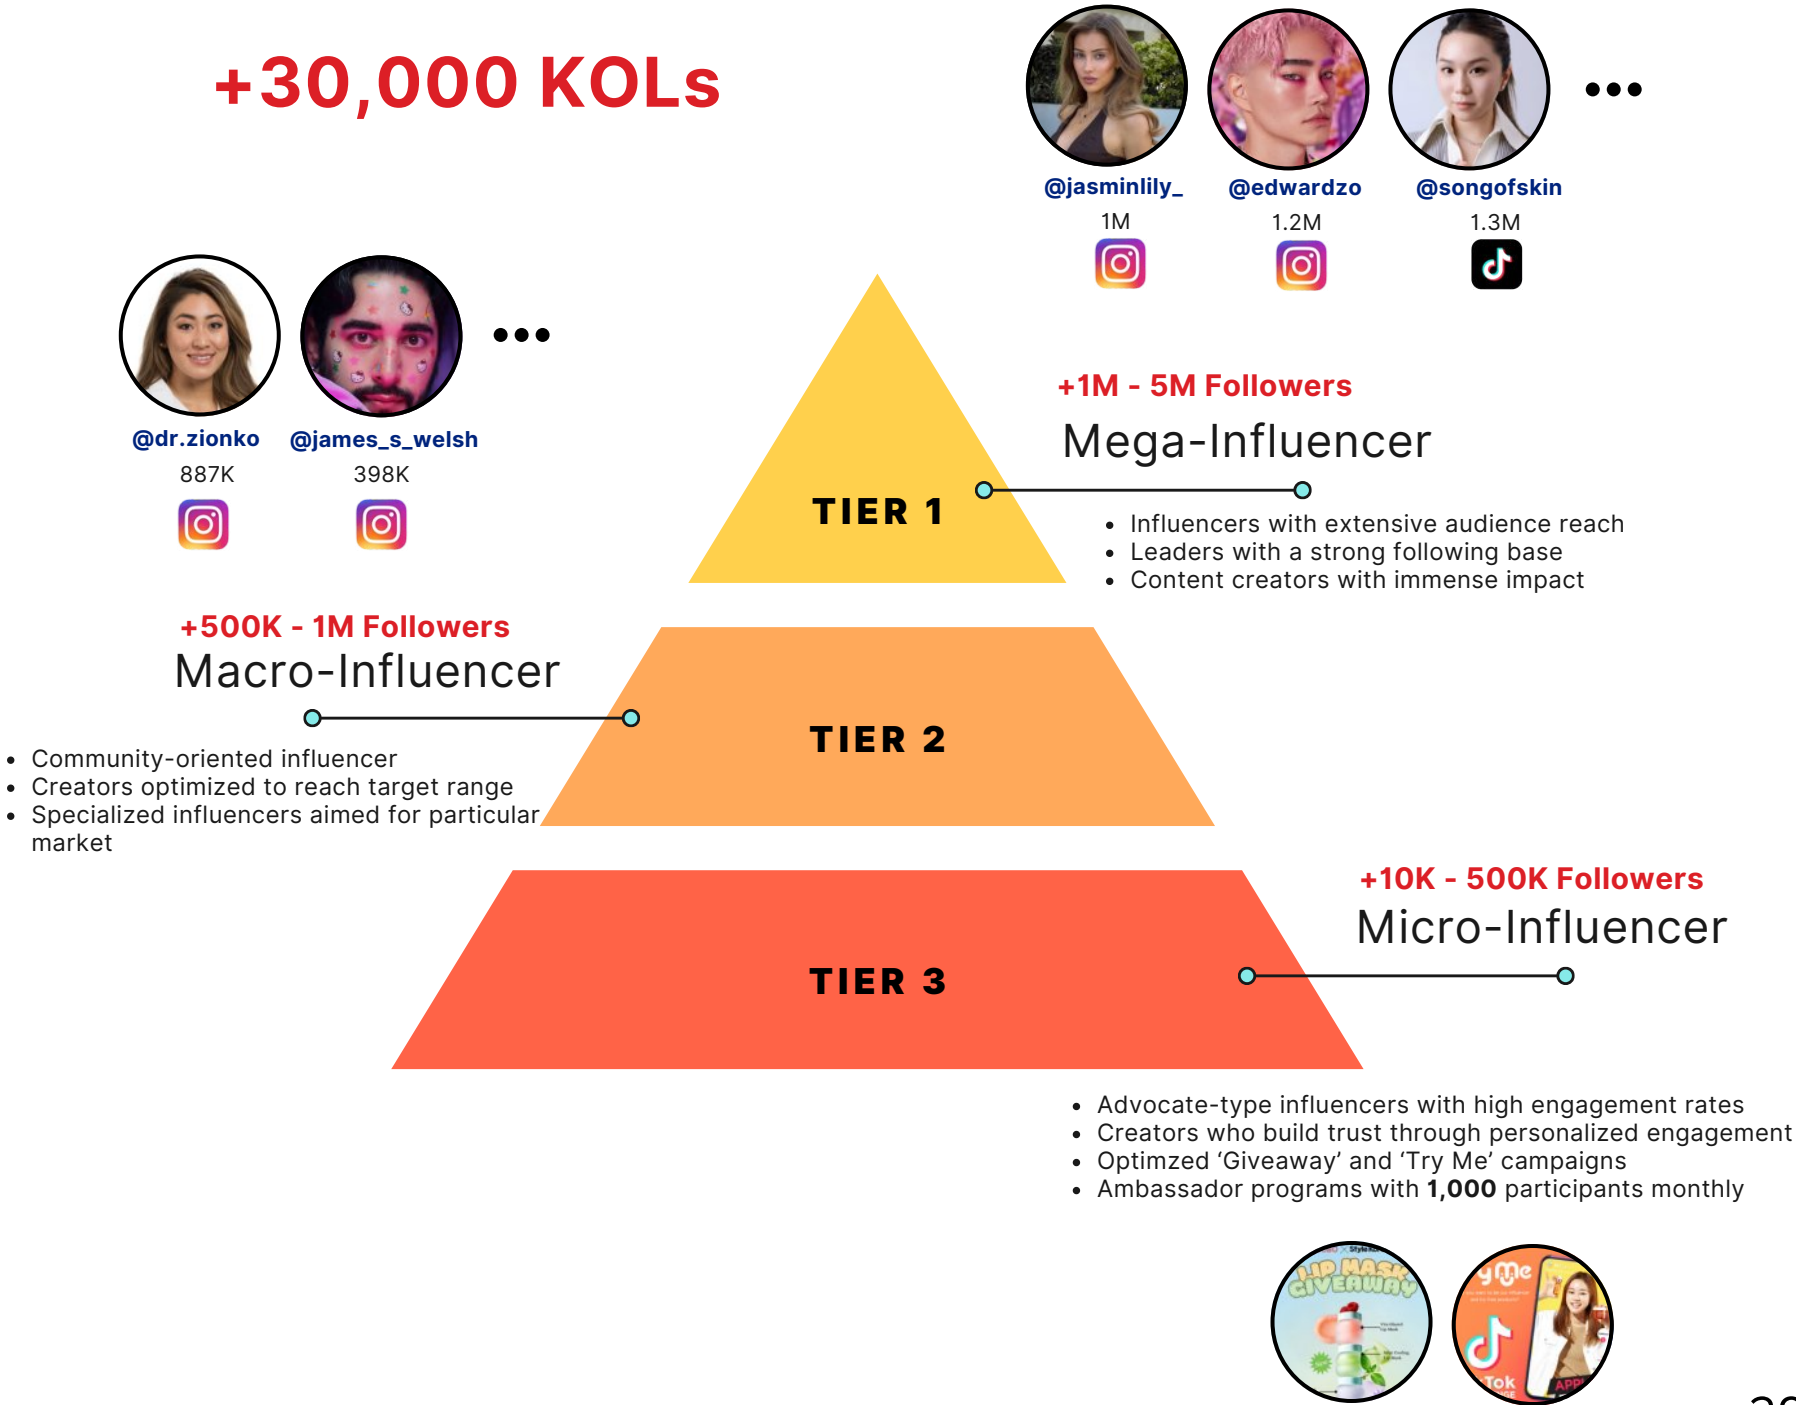 +30,000 KOLs
@jasminlily_
@edwardzo
@songofskin
1M
1.2M
1.3M
@dr.zionko
@james_s_welsh
887K
398K
+1M - 5M Followers
Mega-Influencer
TIER 1
• Influencers with extensive audience reach
• Leaders with a strong following base
• Content creators with immense impact
+500K - 1M Followers
Macro-Influencer
TIER 2
• Community-oriented influencer
• Creators optimized to reach target range
• Specialized influencers aimed for particular
market
+10K - 500K Followers
Micro-Influencer
TIER 3
• Advocate-type influencers with high engagement rates
• Creators who build trust through personalized engagement
• Optimzed ‘Giveaway’ and ‘Try Me’ campaigns
• Ambassador programs with 1,000 participants monthly
LIP MASK
GIVEAWAY
y me
Tok
APP